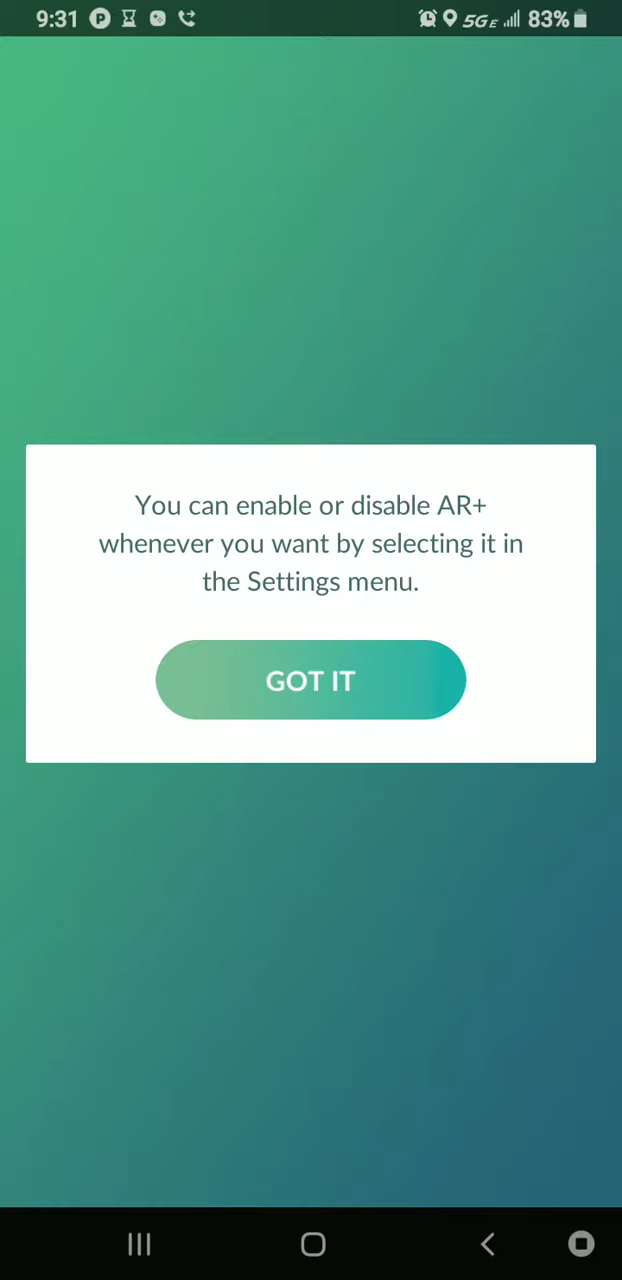 9:31 P 5GE 83%
You can enable or disable AR+
whenever you want by selecting it in
the Settings menu.
GOT IT